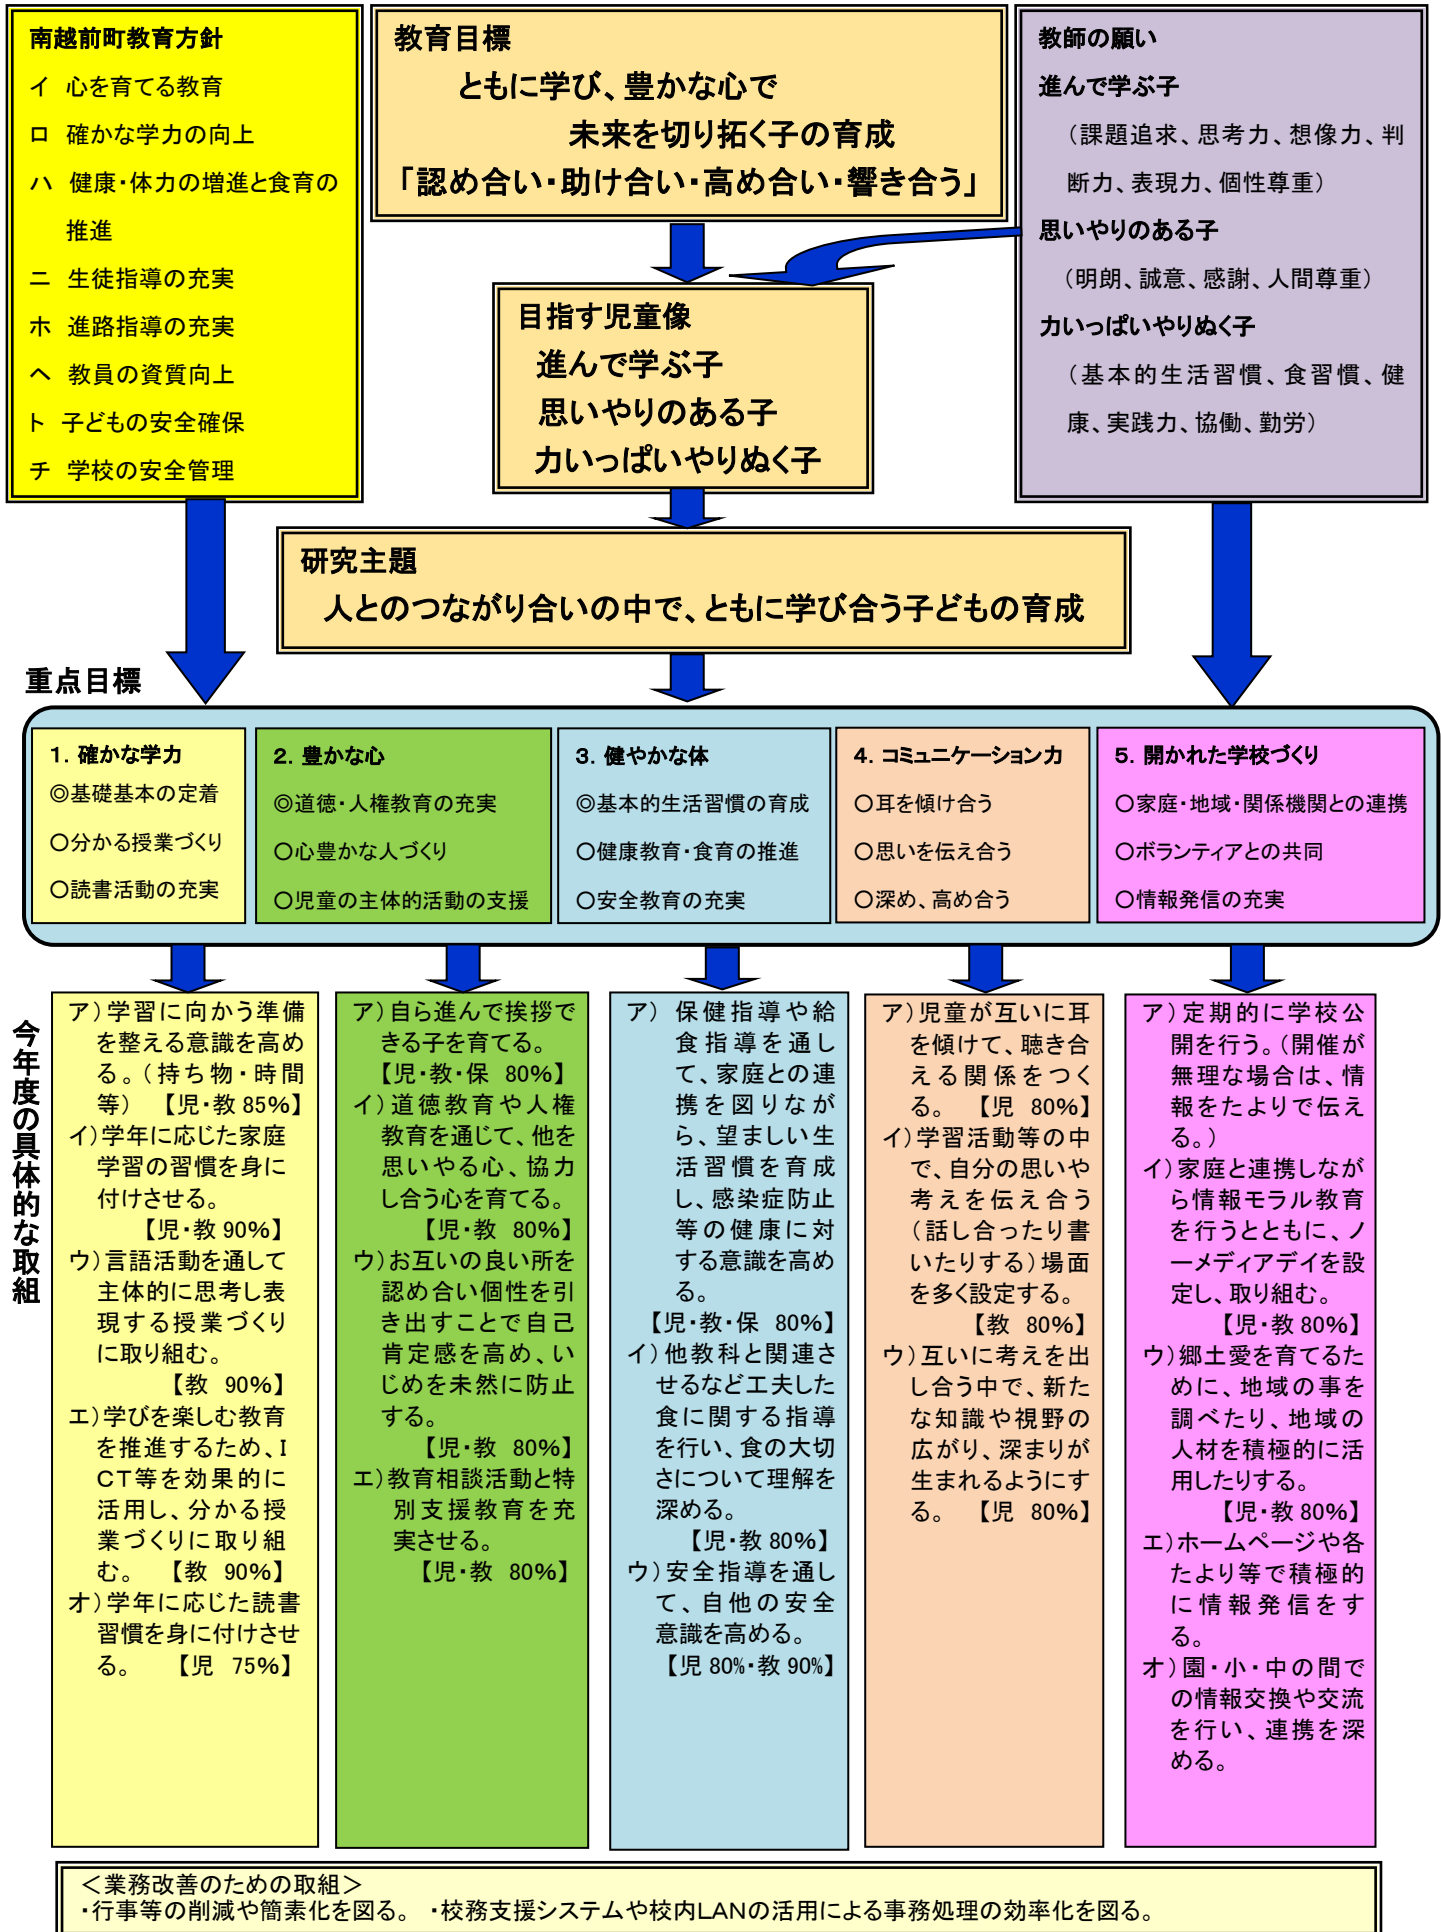 南越前町教育方針
イ 心を育てる教育
ロ 確かな学力の向上
ハ 健康・体力の増進と食育の
推進
ニ 生徒指導の充実
ホ 進路指導の充実
ヘ 教員の資質向上
ト 子どもの安全確保
チ 学校の安全管理
教育目標
ともに学び、豊かな心で
未来を切り拓く子の育成
「認め合い・助け合い・高め合い・響き合う」
教師の願い
進んで学ぶ子
（課題追求、思考力、想像力、判
断力、表現力、個性尊重）
思いやりのある子
（明朗、誠意、感謝、人間尊重）
力いっぱいやりぬく子
（基本的生活習慣、食習慣、健
康、実践力、協働、勤労）
目指す児童像
進んで学ぶ子
思いやりのある子
力いっぱいやりぬく子
研究主題
人とのつながり合いの中で、ともに学び合う子どもの育成
重点目標
1．確かな学力
◎基礎基本の定着
○分かる授業づくり
○読書活動の充実
2．豊かな心
◎道徳・人権教育の充実
○心豊かな人づくり
○児童の主体的活動の支援
3．健やかな体
◎基本的生活習慣の育成
○健康教育・食育の推進
○安全教育の充実
4．コミュニケーション力
○耳を傾け合う
○思いを伝え合う
○深め、高め合う
5．開かれた学校づくり
○家庭・地域・関係機関との連携
○ボランティアとの共同
○情報発信の充実
今年度の具体的な取組
ア）学習に向かう準備
を整える意識を高め
る。（持ち物・時間
等） 【児・教 85％】
イ）学年に応じた家庭
学習の習慣を身に
付けさせる。
【児・教 90％】
ウ）言語活動を通して
主体的に思考し表
現する授業づくり
に取り組む。
【教 90％】
エ）学びを楽しむ教育
を推進するため、I
CT等を効果的に
活用し、分かる授
業づくりに取り組
む。 【教 90％】
オ）学年に応じた読書
習慣を身に付けさせ
る。 【児 75％】
ア）自ら進んで挨拶で
きる子を育てる。
【児・教・保 80％】
イ）道徳教育や人権
教育を通じて、他を
思いやる心、協力
し合う心を育てる。
【児・教 80％】
ウ）お互いの良い所を
認め合い個性を引
き出すことで自己
肯定感を高め、い
じめを未然に防止
する。
【児・教 80％】
エ）教育相談活動と特
別支援教育を充
実させる。
【児・教 80％】
ア） 保健指導や給
食指導を通し
て、家庭との連
携を図りなが
ら、望ましい生
活習慣を育成
し、感染症防止
等の健康に対
する意識を高め
る。
【児・教・保 80％】
イ）他教科と関連さ
せるなど工夫した
食に関する指導
を行い、食の大切
さについて理解を
深める。
【児・教 80％】
ウ）安全指導を通し
て、自他の安全
意識を高める。
【児 80％・教 90％】
ア）児童が互いに耳
を傾けて、聴き合
える関係をつく
る。 【児 80％】
イ）学習活動等の中
で、自分の思いや
考えを伝え合う
（話し合ったり書
いたりする）場面
を多く設定する。
【教 80％】
ウ）互いに考えを出
し合う中で、新た
な知識や視野の
広がり、深まりが
生まれるようにす
る。 【児 80％】
ア）定期的に学校公
開を行う。（開催が
無理な場合は、情
報をたよりで伝え
る。）
イ）家庭と連携しなが
ら情報モラル教育
を行うとともに、ノ
ーメディアデイを設
定し、取り組む。
【児・教 80％】
ウ）郷土愛を育てるた
めに、地域の事を
調べたり、地域の
人材を積極的に活
用したりする。
【児・教 80％】
エ）ホームページや各
たより等で積極的
に情報発信をす
る。
オ）園・小・中の間で
の情報交換や交流
を行い、連携を深
める。
＜業務改善のための取組＞
・行事等の削減や簡素化を図る。 ・校務支援システムや校内LANの活用による事務処理の効率化を図る。